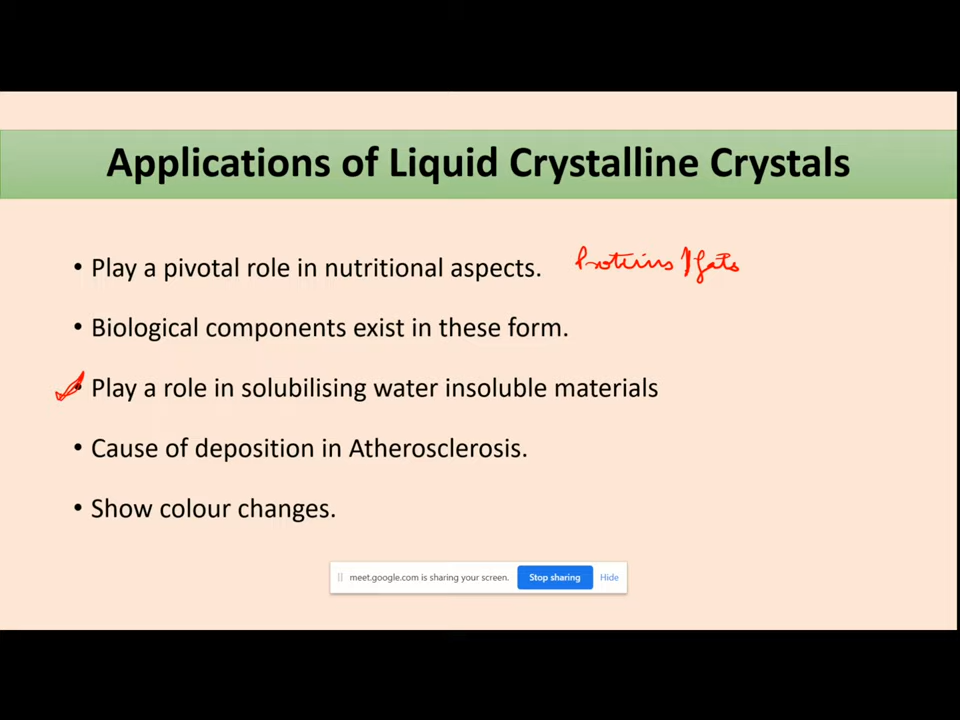 Applications of Liquid Crystalline Crystals
• Play a pivotal role in nutritional aspects. Proteins / fats
• Biological components exist in these form.
• Play a role in solubilising water insoluble materials
• Cause of deposition in Atherosclerosis.
• Show colour changes.
meet.google.com is sharing your screen. Stop sharing Hide